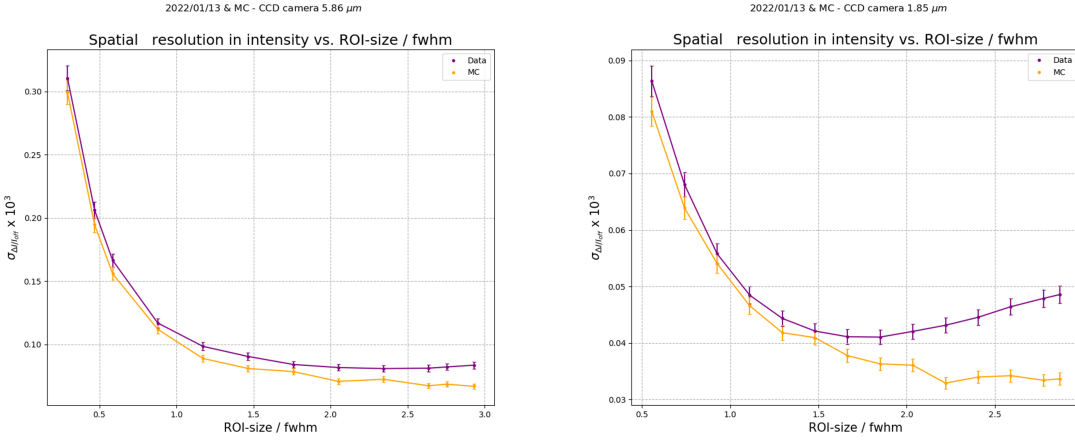 2022/01/13 & MC - CCD camera 5.86 μm
Spatial resolution in intensity vs. ROI-size / fwhm
Data
MC
0.30
0.25
0.20
0.15
0.10
σΔI/Ioff x 10³
0.5 1.0 1.5 2.0 2.5 3.0
ROI-size / fwhm
2022/01/13 & MC - CCD camera 1.85 μm
Spatial resolution in intensity vs. ROI-size / fwhm
Data
MC
0.09
0.08
0.07
0.06
0.05
0.04
0.03
σΔI/Ioff x 10³
0.5 1.0 1.5 2.0 2.5
ROI-size / fwhm